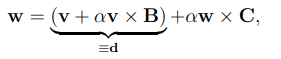 w = (v + αv × B) +αw × C,
≡d